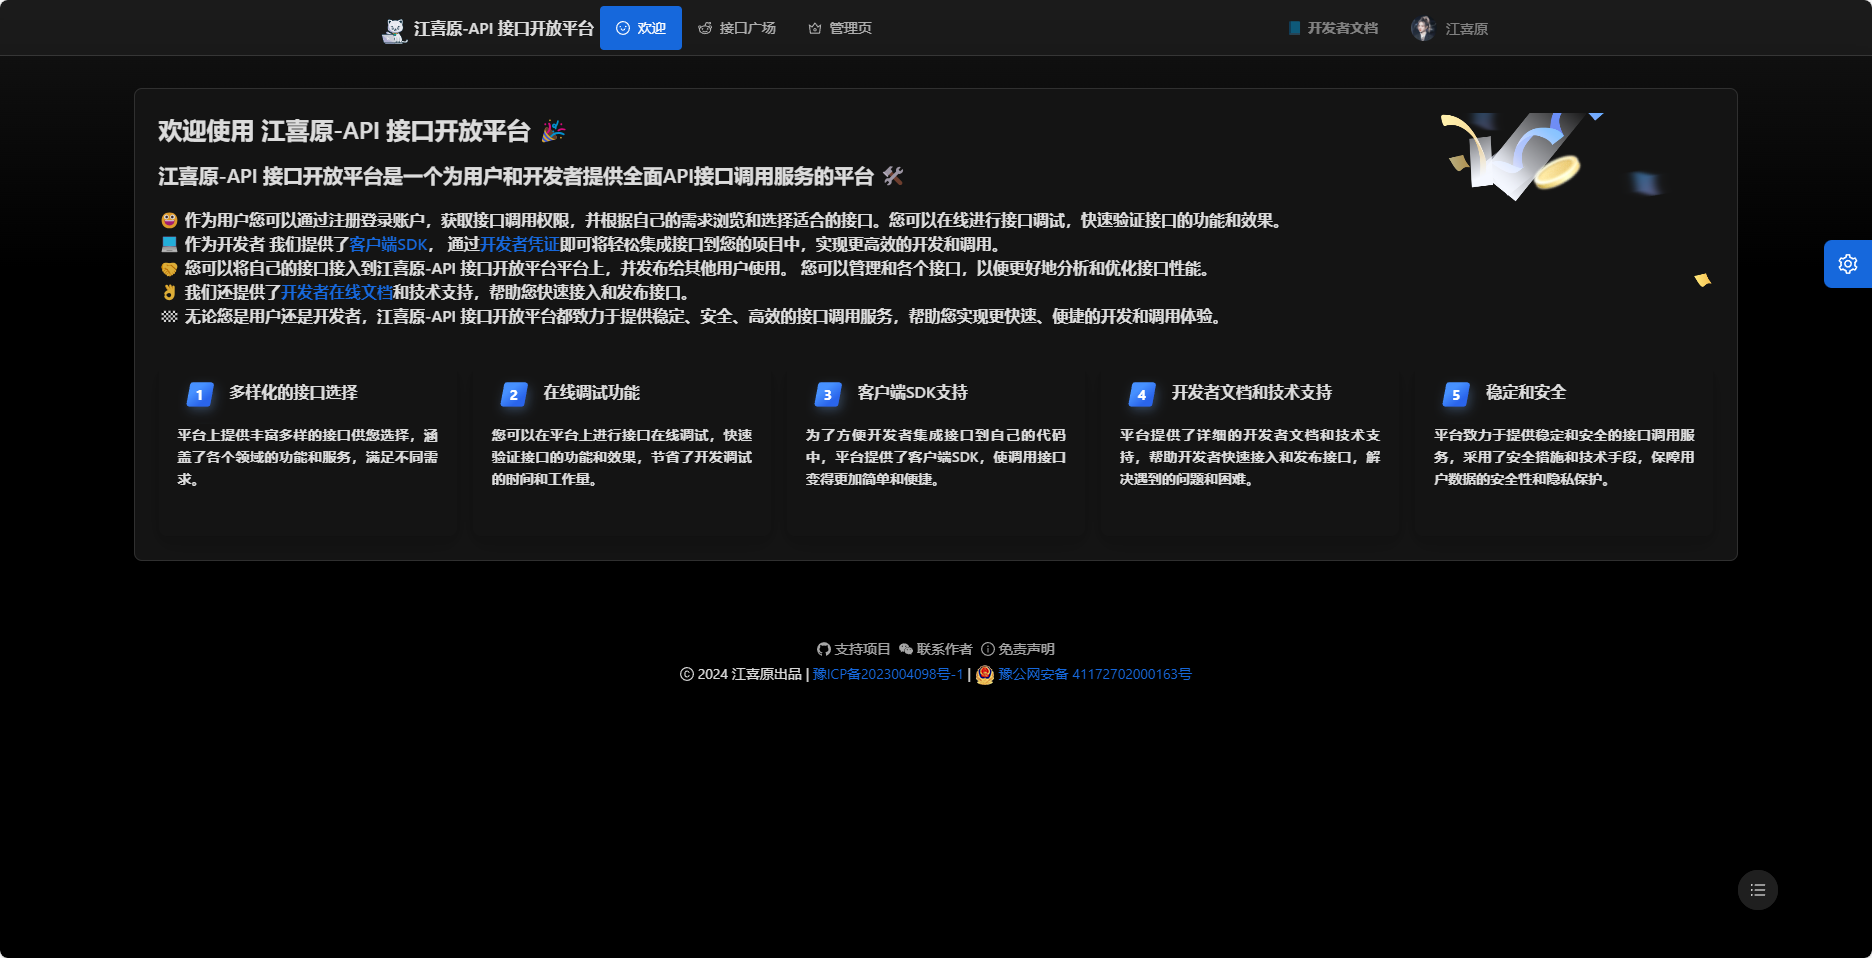 江喜原-API 接口开放平台 欢迎 接口广场 管理页 开发者文档 江喜原
欢迎使用 江喜原-API 接口开放平台 🎉
江喜原-API 接口开放平台是一个为用户和开发者提供全面API接口调用服务的平台 🛠
😀 作为用户您可以通过注册登录账户，获取接口调用权限，并根据自己的需求浏览和选择适合的接口。您可以在线进行接口调试，快速验证接口的功能和效果。
💻 作为开发者 我们提供了客户端SDK， 通过开发者凭证即可将轻松集成接口到您的项目中，实现更高效的开发和调用。
🤝 您可以将自己的接口接入到江喜原-API 接口开放平台平台上，并发布给其他用户使用。 您可以管理和各个接口，以便更好地分析和优化接口性能。
👌 我们还提供了开发者在线文档和技术支持，帮助您快速接入和发布接口。
🏁 无论您是用户还是开发者，江喜原-API 接口开放平台都致力于提供稳定、安全、高效的接口调用服务，帮助您实现更快速、便捷的开发和调用体验。
1 多样化的接口选择
平台上提供丰富多样的接口供您选择，涵
盖了各个领域的功能和服务，满足不同需
求。
2 在线调试功能
您可以在平台上进行接口在线调试，快速
验证接口的功能和效果，节省了开发调试
的时间和工作量。
3 客户端SDK支持
为了方便开发者集成接口到自己的代码
中，平台提供了客户端SDK，使调用接口
变得更加简单和便捷。
4 开发者文档和技术支持
平台提供了详细的开发者文档和技术支
持，帮助开发者快速接入和发布接口，解
决遇到的问题和困难。
5 稳定和安全
平台致力于提供稳定和安全的接口调用服
务，采用了安全措施和技术手段，保障用
户数据的安全性和隐私保护。
支持项目 联系作者 免责声明
© 2024 江喜原出品 | 豫ICP备2023004098号-1 | 豫公网安备 41172702000163号